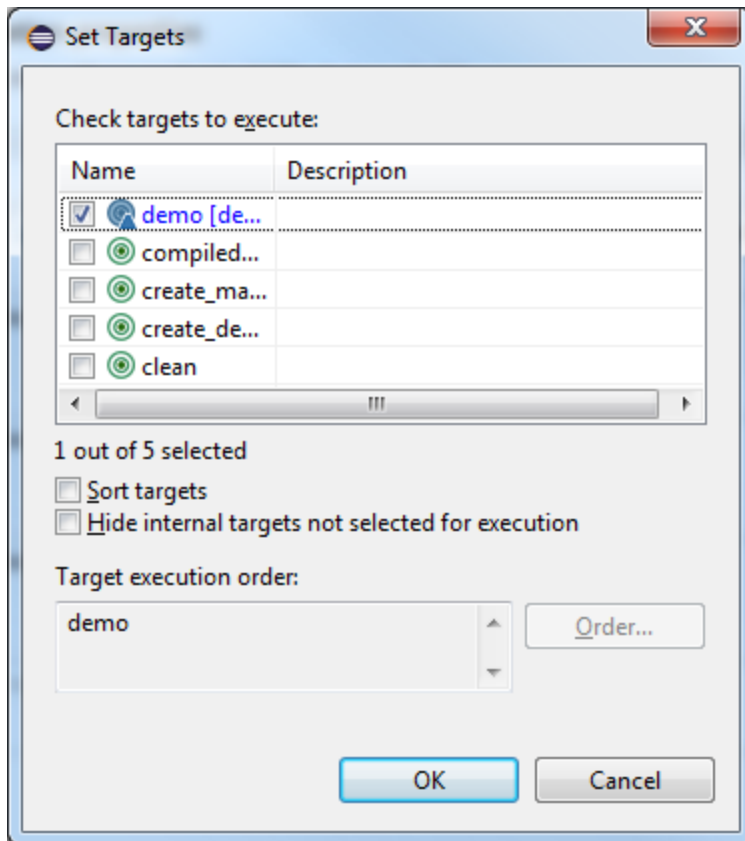 Set Targets
Check targets to execute:
Name Description
demo [de...
compiled...
create_ma...
create_de...
clean
1 out of 5 selected
Sort targets
Hide internal targets not selected for execution
Target execution order:
demo
Order...
OK Cancel